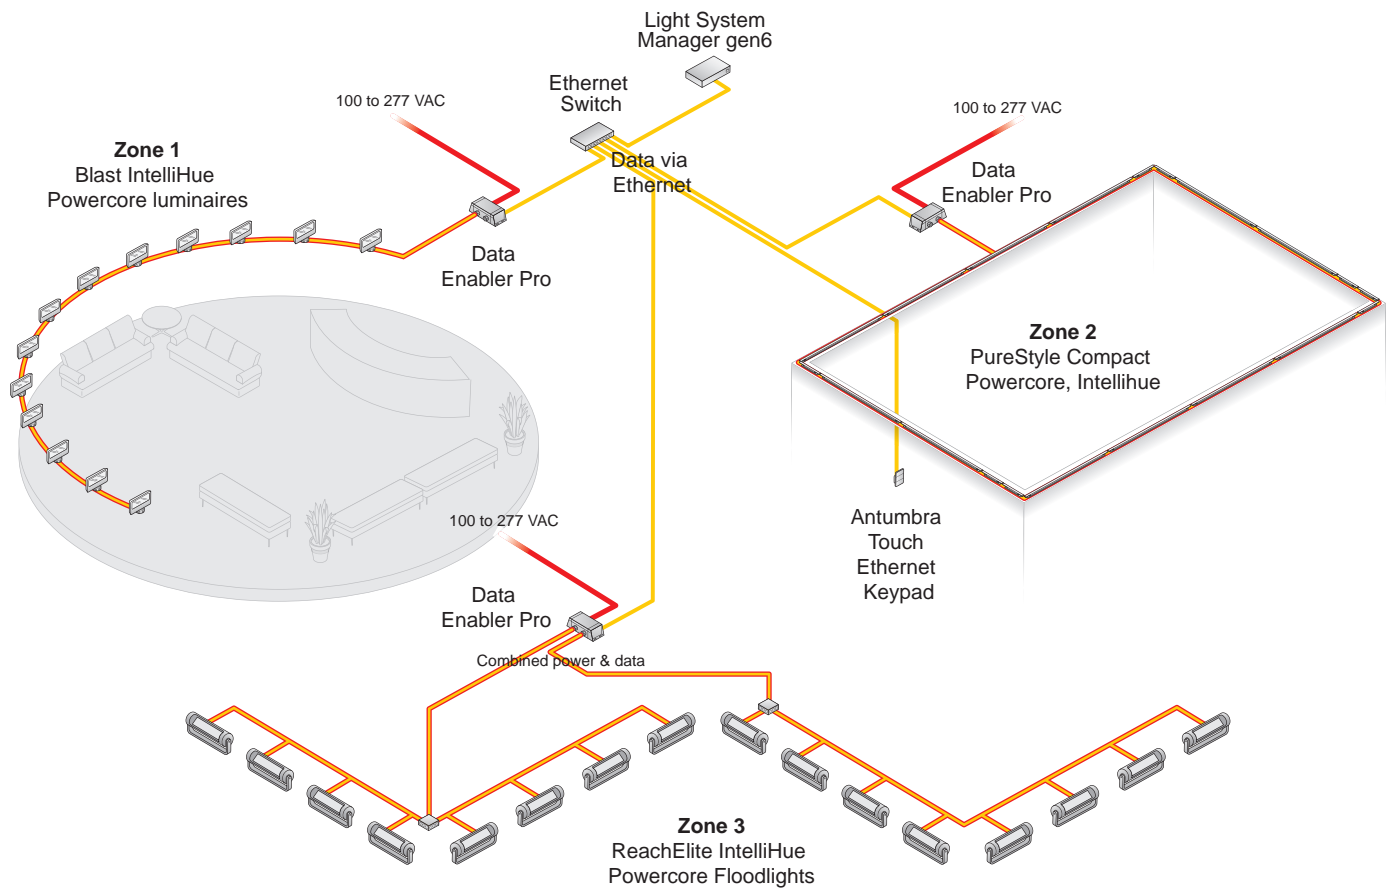 Light System
Manager gen6
Ethernet
Switch
100 to 277 VAC
100 to 277 VAC
Zone 1
Blast IntelliHue
Powercore luminaires
Data via
Ethernet
Data
Enabler Pro
Data
Enabler Pro
Zone 2
PureStyle Compact
Powercore, Intellihue
Antumbra
Touch
Ethernet
Keypad
100 to 277 VAC
Data
Enabler Pro
Combined power & data
Zone 3
ReachElite IntelliHue
Powercore Floodlights